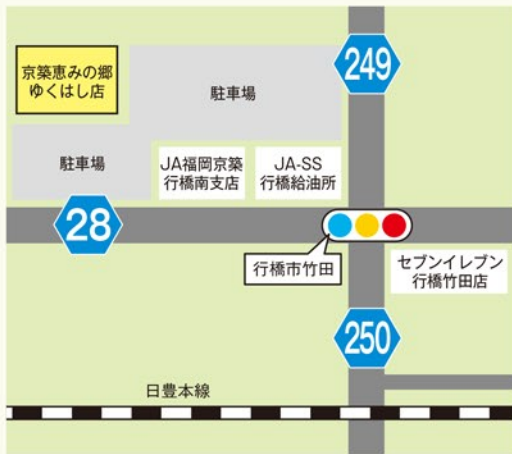 249
京築恵みの郷
ゆくはし店
駐車場
駐車場
JA福岡京築
行橋南支店
JA-SS
行橋給油所
28
行橋市竹田
セブンイレブン
行橋竹田店
250
日豊本線